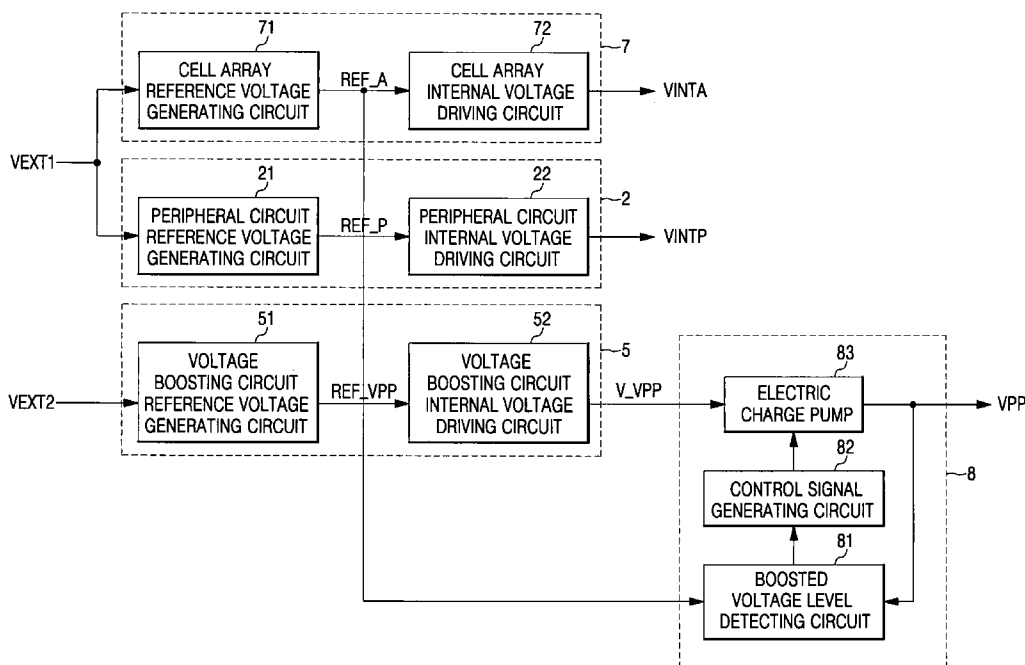 71
72
7
CELL ARRAY
REFERENCE VOLTAGE
GENERATING CIRCUIT
REF_A
CELL ARRAY
INTERNAL VOLTAGE
DRIVING CIRCUIT
VINTA
VEXT1
21
22
2
PERIPHERAL CIRCUIT
REFERENCE VOLTAGE
GENERATING CIRCUIT
REF_P
PERIPHERAL CIRCUIT
INTERNAL VOLTAGE
DRIVING CIRCUIT
VINTP
51
52
5
VEXT2
VOLTAGE
BOOSTING CIRCUIT
REFERENCE VOLTAGE
GENERATING CIRCUIT
REF_VPP
VOLTAGE
BOOSTING CIRCUIT
INTERNAL VOLTAGE
DRIVING CIRCUIT
V_VPP
83
ELECTRIC
CHARGE PUMP
VPP
82
8
CONTROL SIGNAL
GENERATING CIRCUIT
81
BOOSTED
VOLTAGE LEVEL
DETECTING CIRCUIT